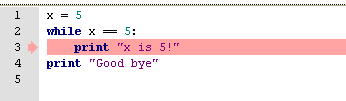 1 x = 5
2 while x == 5:
3     print "x is 5!"
4 print "Good bye"
5